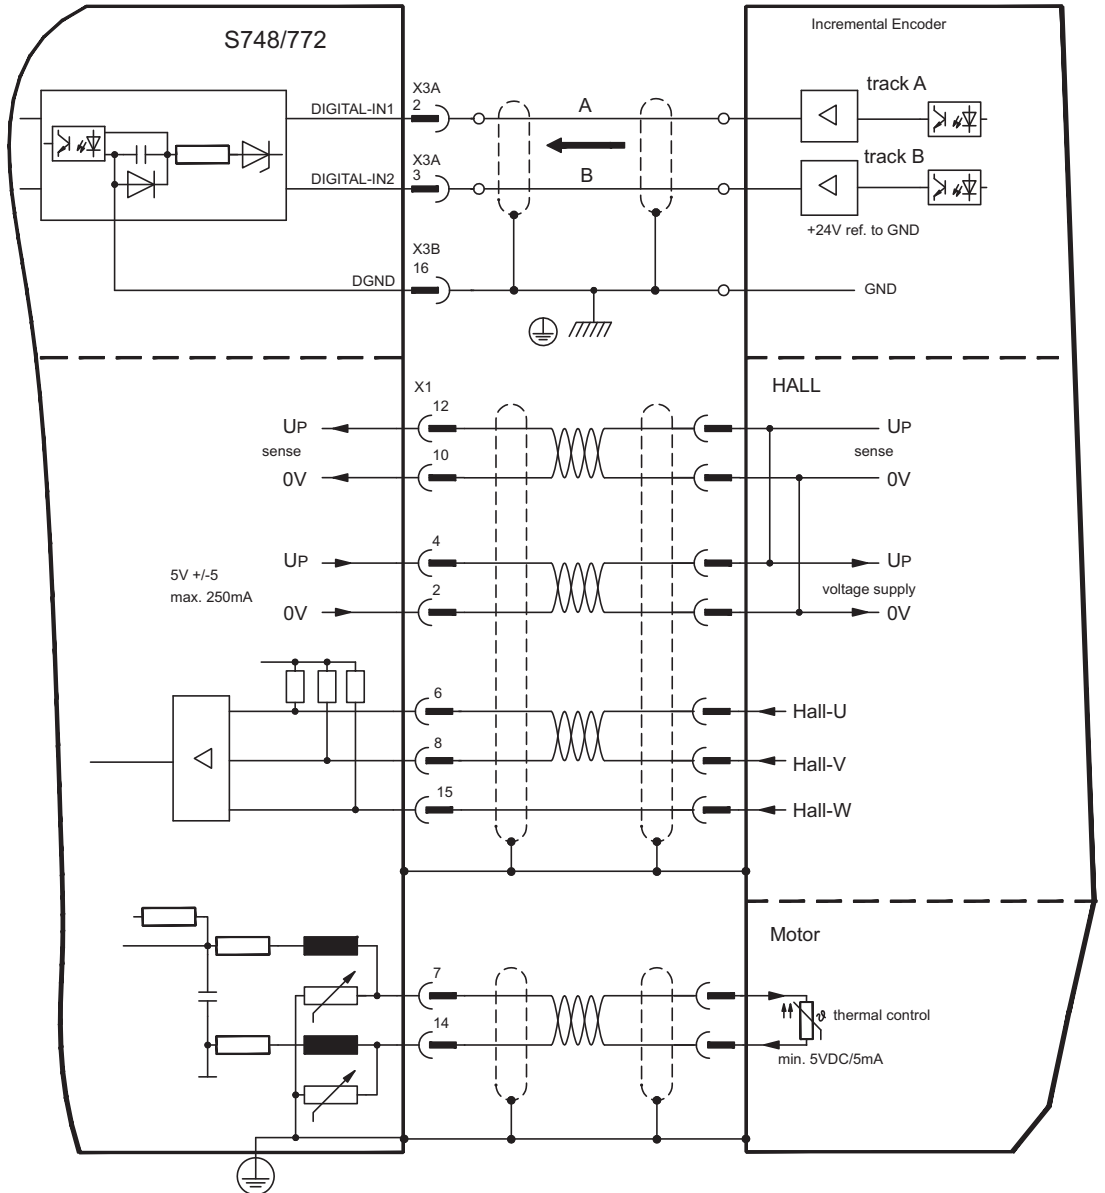 S748/772
Incremental Encoder
X3A
2
DIGITAL-IN1
A
track A
X3A
3
DIGITAL-IN2
B
track B
+24V ref. to GND
X3B
16
DGND
GND
X1
HALL
12
UP
UP
sense
sense
10
0V
0V
4
UP
UP
5V +/-5
max. 250mA
voltage supply
2
0V
0V
6
Hall-U
8
Hall-V
15
Hall-W
Motor
7
ϑ thermal control
14
min. 5VDC/5mA